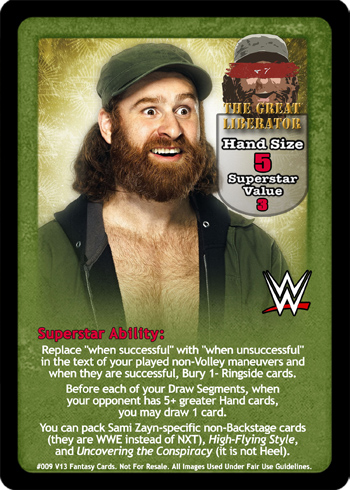 THE GREAT
LIBERATOR
Hand Size
5
Superstar
Value
3
Superstar Ability:
Replace "when successful" with "when unsuccessful"
in the text of your played non-Volley maneuvers and
when they are successful, Bury 1- Ringside cards.
Before each of your Draw Segments, when
your opponent has 5+ greater Hand cards,
you may draw 1 card.
You can pack Sami Zayn-specific non-Backstage cards
(they are WWE instead of NXT), High-Flying Style,
and Uncovering the Conspiracy (it is not Heel).
#009 V13 Fantasy Cards. Not For Resale. All Images Used Under Fair Use Guidelines.